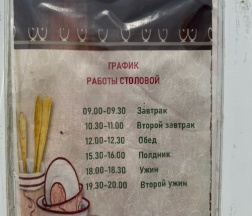 ГРАФИК
РАБОТЫ СТОЛОВОЙ
09.00-09.30 Завтрак
10.30-11.00 Второй завтрак
12.00-12.30 Обед
15.30-16.00 Полдник
18.00-18.30 Ужин
19.30-20.00 Второй ужин